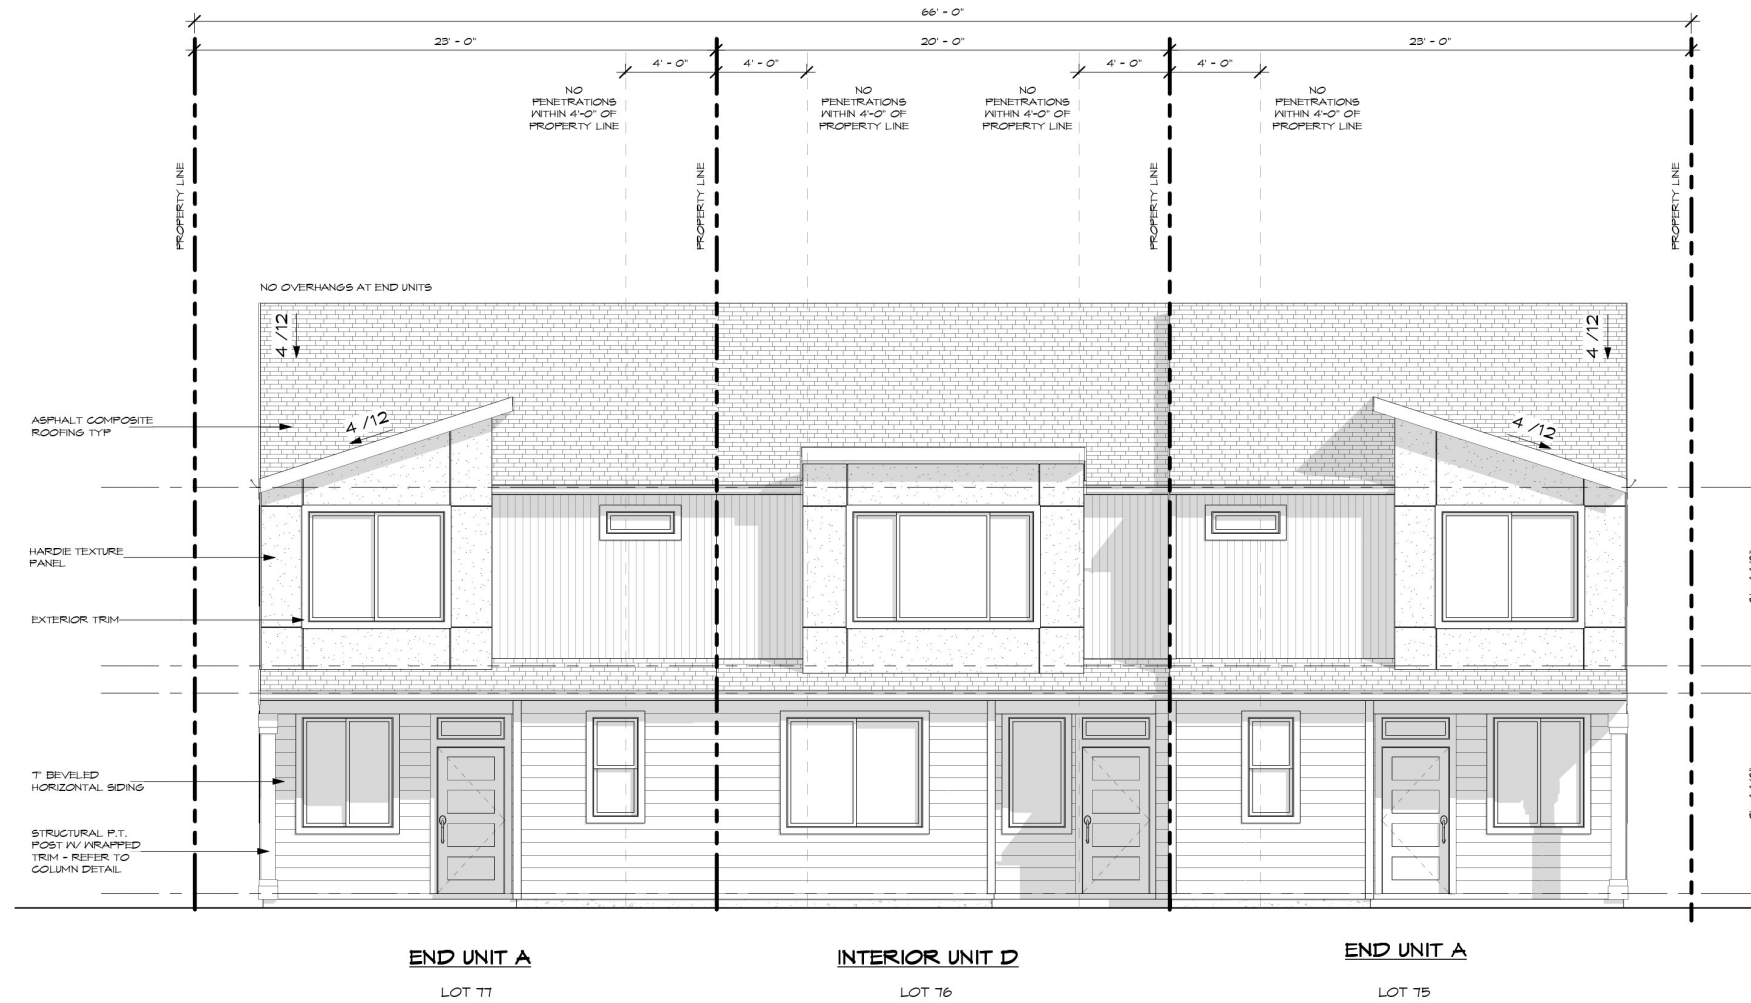 66' - 0"
23' - 0"
20' - 0"
23' - 0"
4' - 0"
4' - 0"
4' - 0"
4' - 0"
NO
PENETRATIONS
WITHIN 4'-0" OF
PROPERTY LINE
NO
PENETRATIONS
WITHIN 4'-0" OF
PROPERTY LINE
NO
PENETRATIONS
WITHIN 4'-0" OF
PROPERTY LINE
NO
PENETRATIONS
WITHIN 4'-0" OF
PROPERTY LINE
PROPERTY LINE
PROPERTY LINE
PROPERTY LINE
PROPERTY LINE
NO OVERHANGS AT END UNITS
4 /12
4 /12
4 /12
4 /12
ASPHALT COMPOSITE
ROOFING TYP
HARDIE TEXTURE
PANEL
EXTERIOR TRIM
7" BEVELED
HORIZONTAL SIDING
STRUCTURAL P.T.
POST W/ WRAPPED
TRIM - REFER TO
COLUMN DETAIL
END UNIT A
LOT 77
INTERIOR UNIT D
LOT 76
END UNIT A
LOT 75